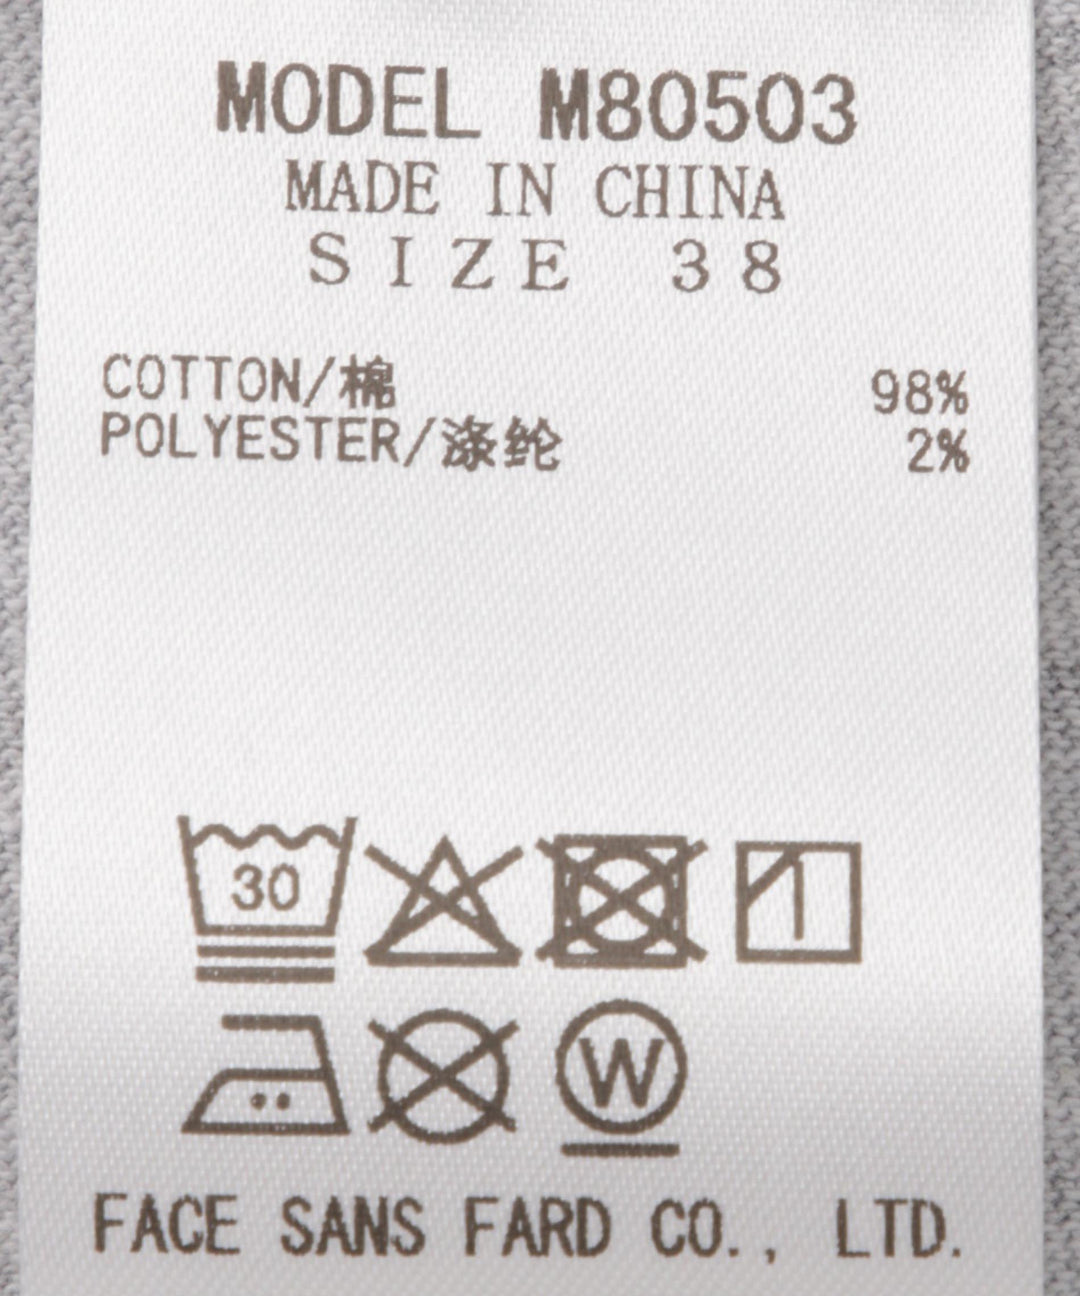 MODEL M80503
MADE IN CHINA
SIZE 38
COTTON/棉 98%
POLYESTER/涤纶 2%
30
W
FACE SANS FARD CO., LTD.